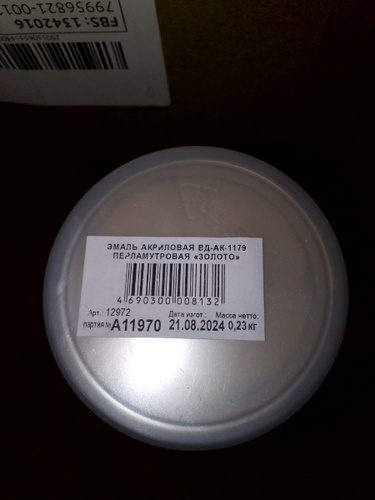 FBS: 1342016
79956821-001
ЭМАЛЬ АКРИЛОВАЯ ВД-АК-1179
ПЕРЛАМУТРОВАЯ «ЗОЛОТО»
4 690300 008132
Арт.: 12972 Дата изгот.: Масса нетто:
партия № А11970 21.08.2024 0,23 кг